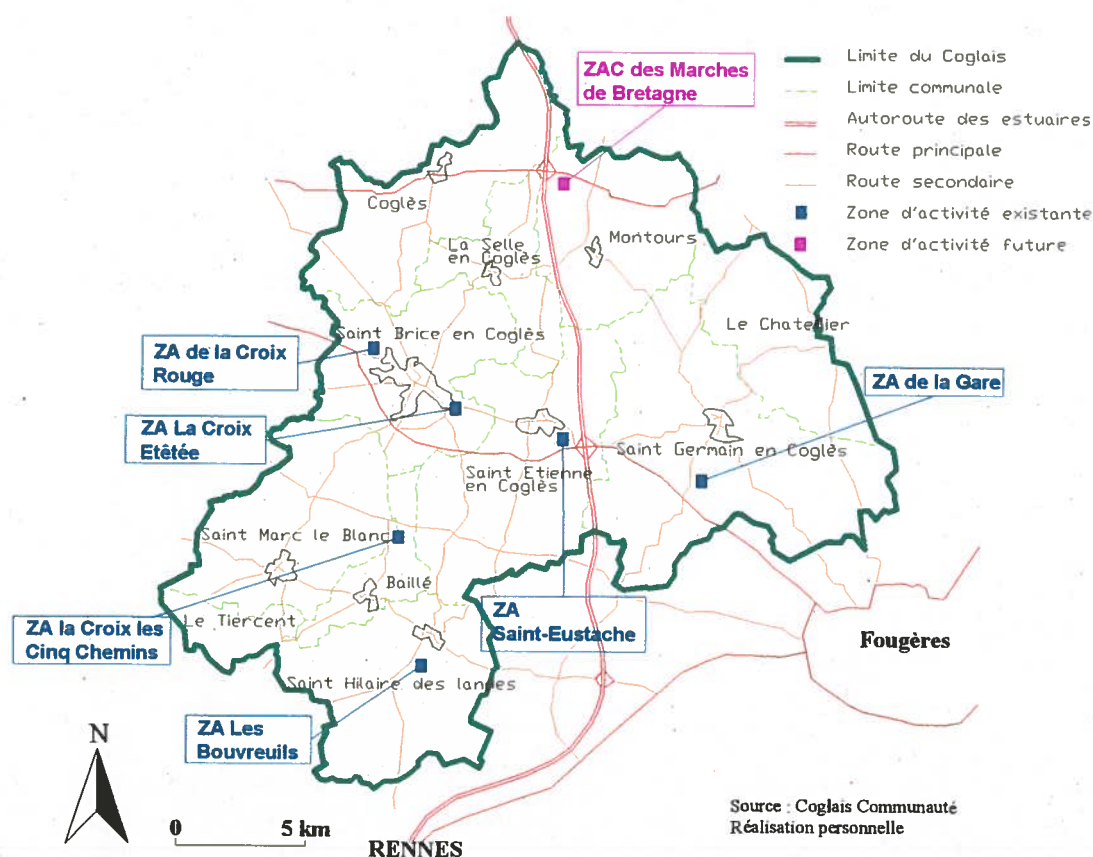 ZAC des Marches
de Bretagne
Limite du Coglais
Limite communale
Autoroute des estuaires
Route principale
Route secondaire
Zone d'activité existante
Zone d'activité future
Coglès
La Selle
en Coglès
Montours
Saint Brice en Coglès
Le Chatellier
ZA de la Croix
Rouge
ZA de la Gare
ZA La Croix
Etêtée
Saint Etienne
en Coglès
Saint Germain en Coglès
Saint Marc le Blanc
Baillé
Le Tiercent
ZA la Croix les
Cinq Chemins
ZA
Saint-Eustache
Fougères
Saint Hilaire des landes
ZA Les
Bouvreuils
N
0 5 km
RENNES
Source : Coglais Communauté
Réalisation personnelle